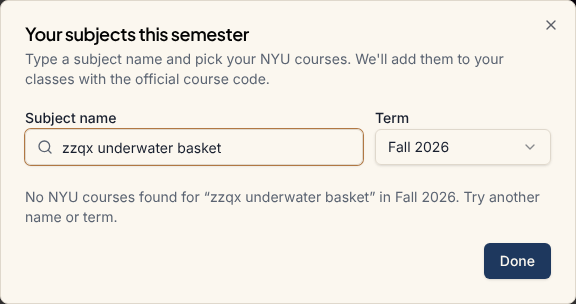 Your subjects this semester
Type a subject name and pick your NYU courses. We'll add them to your
classes with the official course code.
Subject name
Term
zzqx underwater basket
Fall 2026
No NYU courses found for “zzqx underwater basket” in Fall 2026. Try another
name or term.
Done